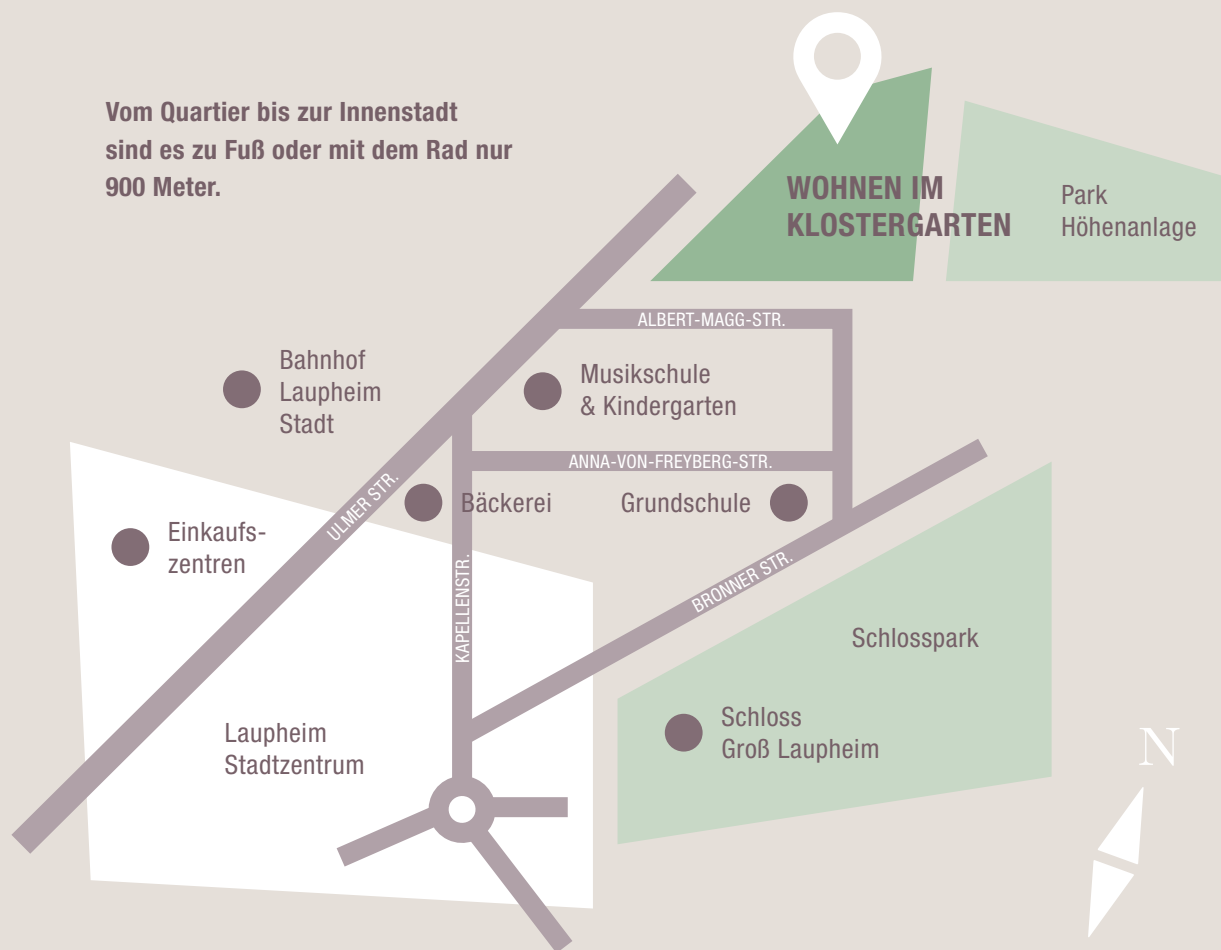 Vom Quartier bis zur Innenstadt
sind es zu Fuß oder mit dem Rad nur
900 Meter.
WOHNEN IM
KLOSTERGARTEN
Park
Höhenanlage
ALBERT-MAGG-STR.
Bahnhof
Laupheim
Stadt
Musikschule
& Kindergarten
ANNA-VON-FREYBERG-STR.
ULMER STR.
Bäckerei
Grundschule
Einkaufs-
zentren
KAPELLENSTR.
BRONNER STR.
Schlosspark
Laupheim
Stadtzentrum
Schloss
Groß Laupheim
N